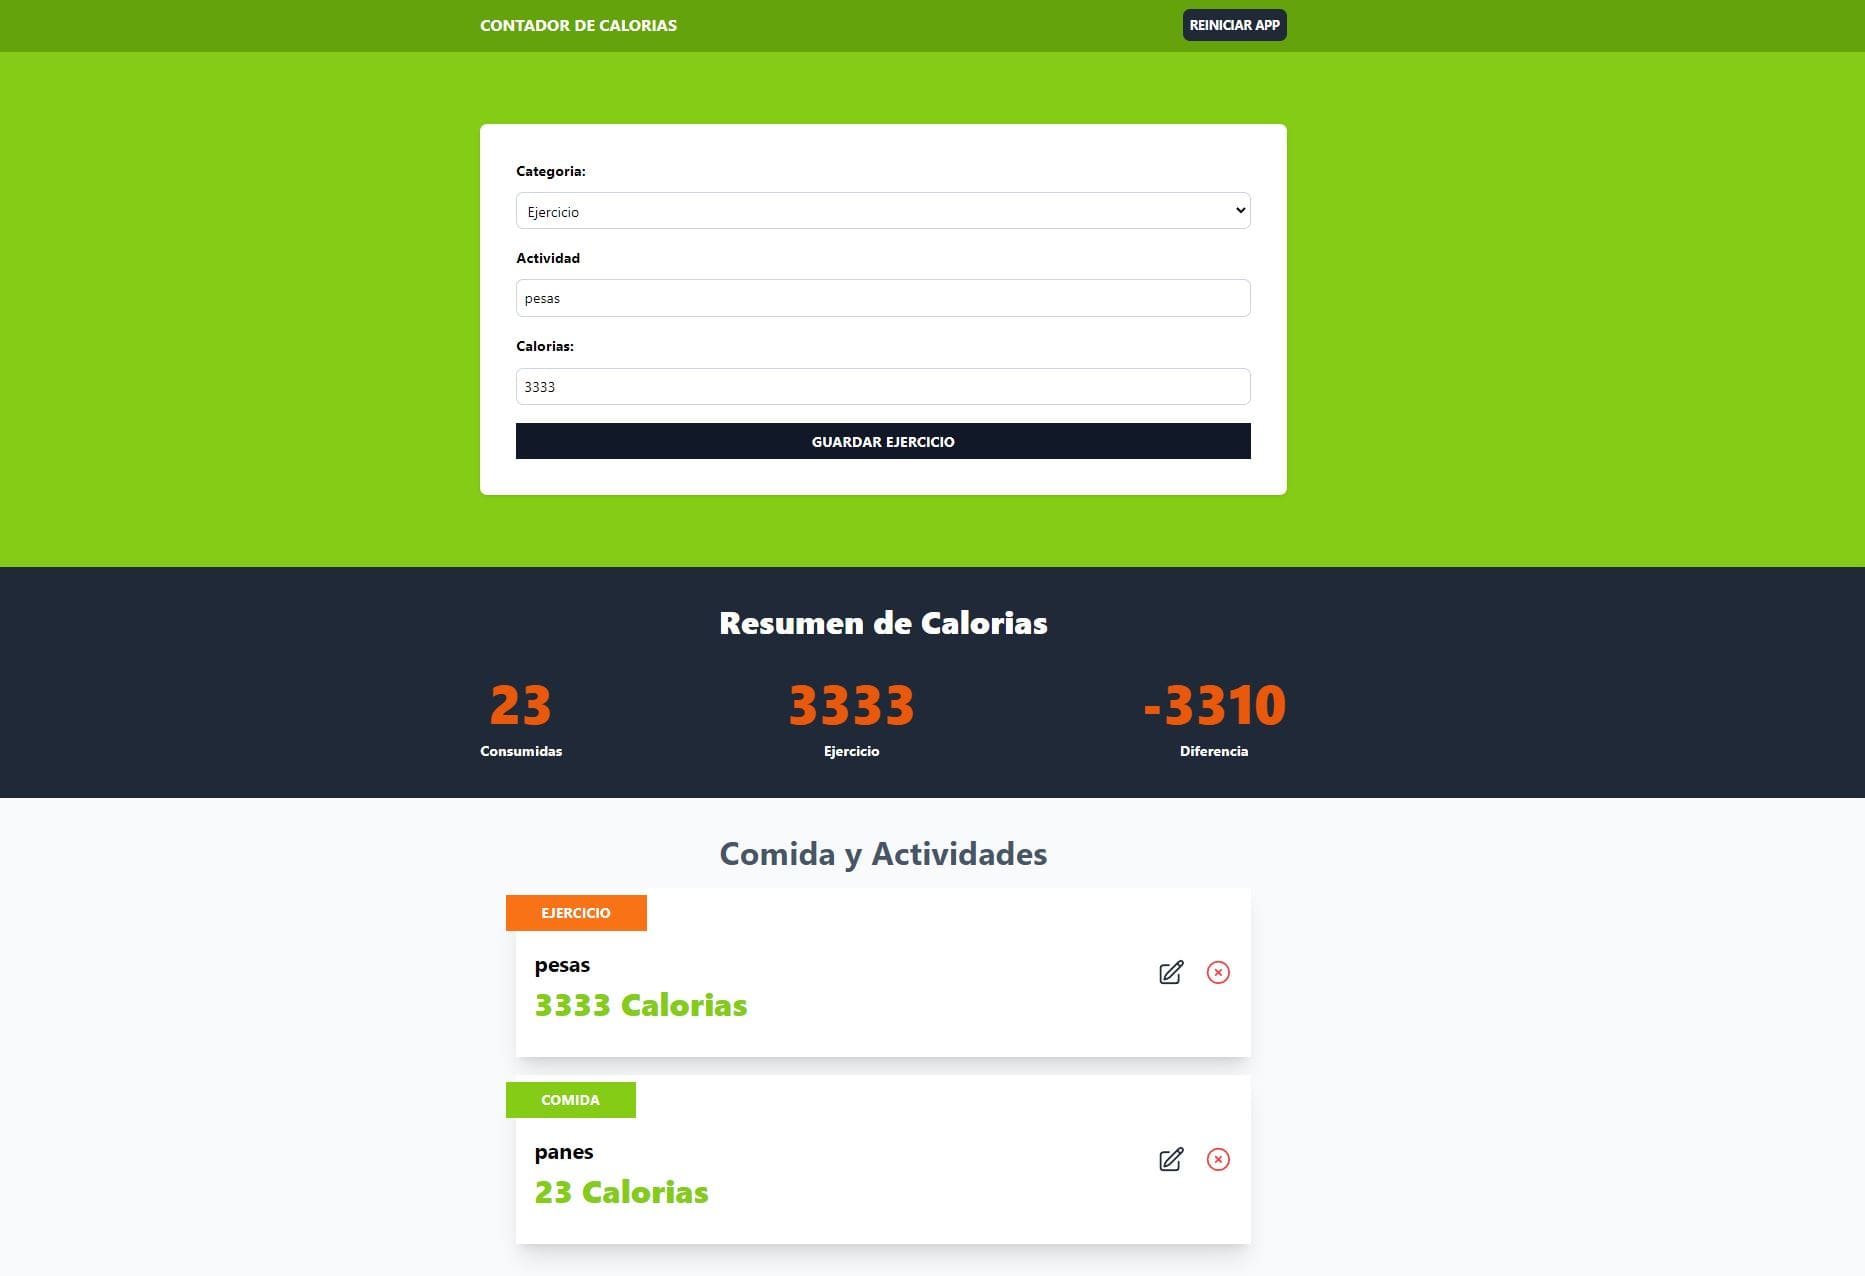 CONTADOR DE CALORIAS
REINICIAR APP
Categoria:
Ejercicio
Actividad
pesas
Calorias:
3333
GUARDAR EJERCICIO
Resumen de Calorias
23
Consumidas
3333
Ejercicio
-3310
Diferencia
Comida y Actividades
EJERCICIO
pesas
3333 Calorias
COMIDA
panes
23 Calorias